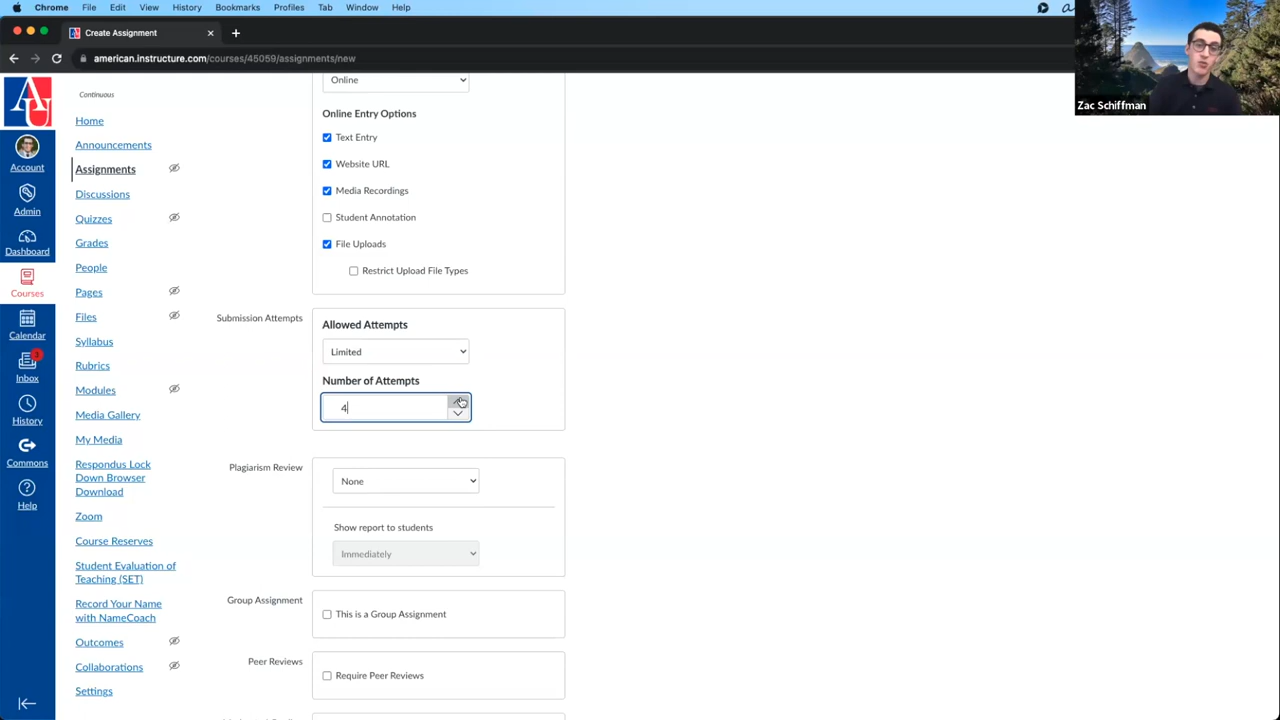 Chrome File Edit View History Bookmarks Profiles Tab Window Help
Create Assignment
american.instructure.com/courses/45059/assignments/new
Zac Schiffman
AU
Account
Admin
Dashboard
Courses
Calendar
3
Inbox
History
Commons
Help
Continuous
Home
Announcements
Assignments
Discussions
Quizzes
Grades
People
Pages
Files
Syllabus
Rubrics
Modules
Media Gallery
My Media
Respondus Lock
Down Browser
Download
Zoom
Course Reserves
Student Evaluation of
Teaching (SET)
Record Your Name
with NameCoach
Outcomes
Collaborations
Settings
Online
Online Entry Options
Text Entry
Website URL
Media Recordings
Student Annotation
File Uploads
Restrict Upload File Types
Submission Attempts
Allowed Attempts
Limited
Number of Attempts
4
Plagiarism Review
None
Show report to students
Immediately
Group Assignment
This is a Group Assignment
Peer Reviews
Require Peer Reviews